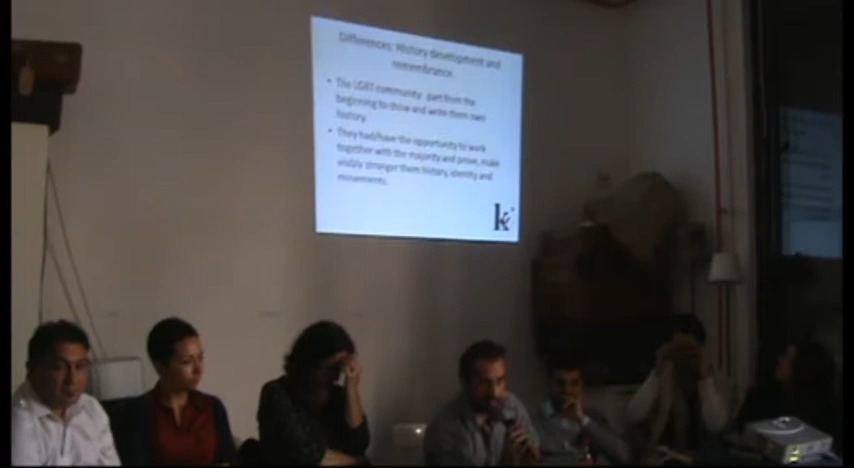 Differences: History development and
remembrance.
• The LGBT community part from the
beginning to show and write them own
history.
• They had/have the opportunity to work
together with the majority and prove, make
visibly stronger them history, identity and
movements.
k